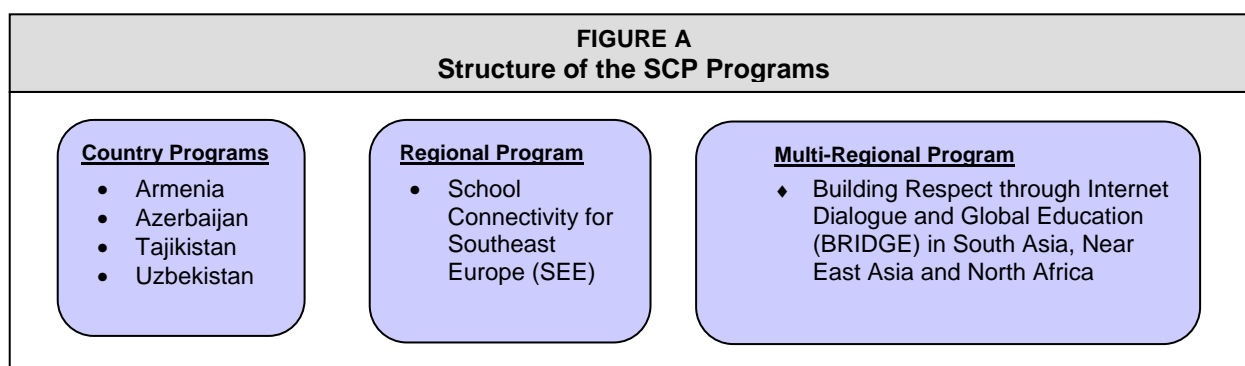 FIGURE A
Structure of the SCP Programs
Country Programs
• Armenia
• Azerbaijan
• Tajikistan
• Uzbekistan
Regional Program
• School
Connectivity for
Southeast
Europe (SEE)
Multi-Regional Program
♦ Building Respect through Internet
Dialogue and Global Education
(BRIDGE) in South Asia, Near
East Asia and North Africa